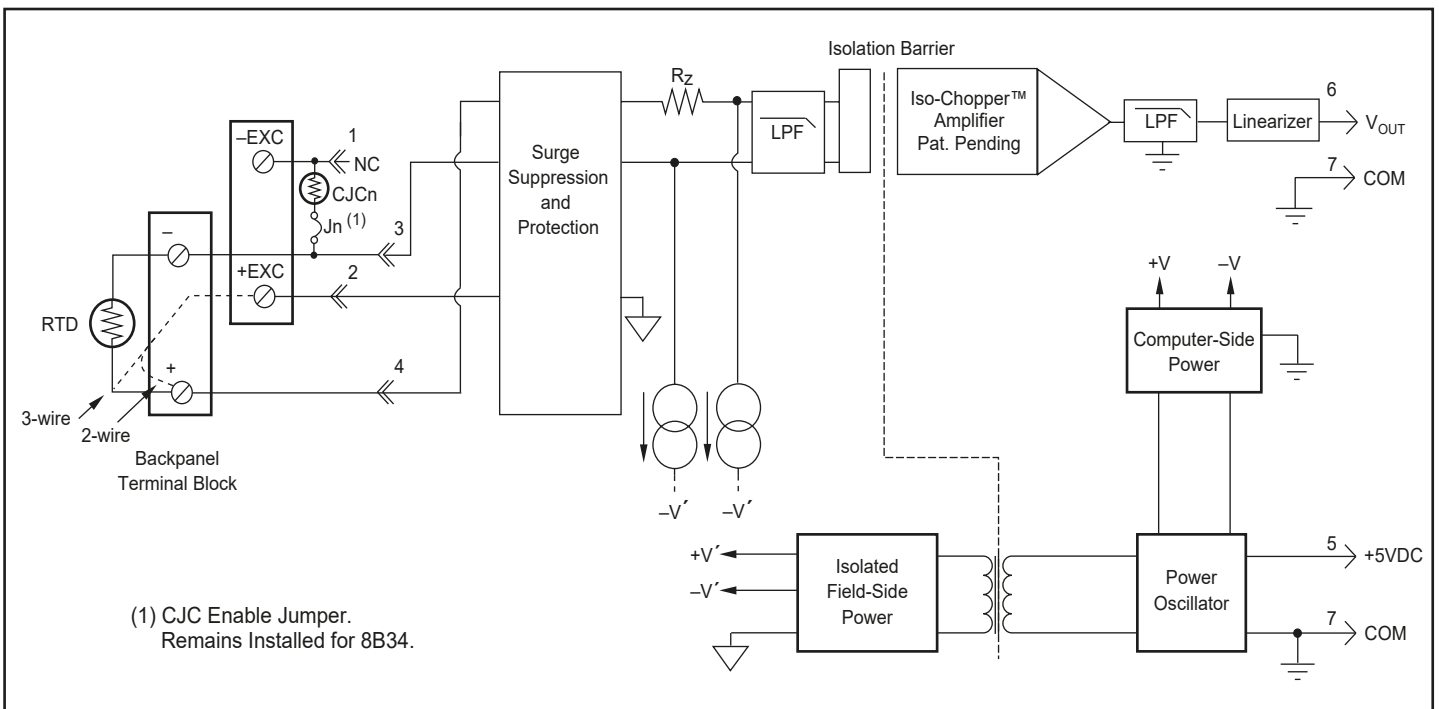 Isolation Barrier
–EXC
1
NC
CJCn
Jn (1)
3
–
+EXC
2
RTD
+
4
3-wire
2-wire
Backpanel
Terminal Block
Surge
Suppression
and
Protection
RZ
LPF
–V´
–V´
Iso-Chopper™
Amplifier
Pat. Pending
LPF
Linearizer
6
VOUT
7
COM
+V
–V
Computer-Side
Power
+V´
–V´
Isolated
Field-Side
Power
Power
Oscillator
5
+5VDC
7
COM
(1) CJC Enable Jumper.
Remains Installed for 8B34.